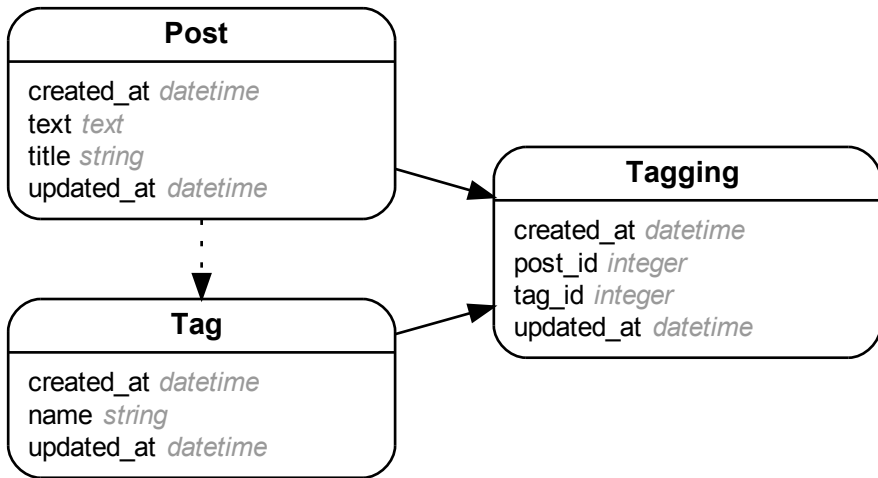 Post
created_at datetime
text text
title string
updated_at datetime
Tagging
created_at datetime
post_id integer
tag_id integer
updated_at datetime
Tag
created_at datetime
name string
updated_at datetime